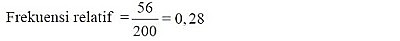 Frekuensi relatif = 56/200 = 0,28